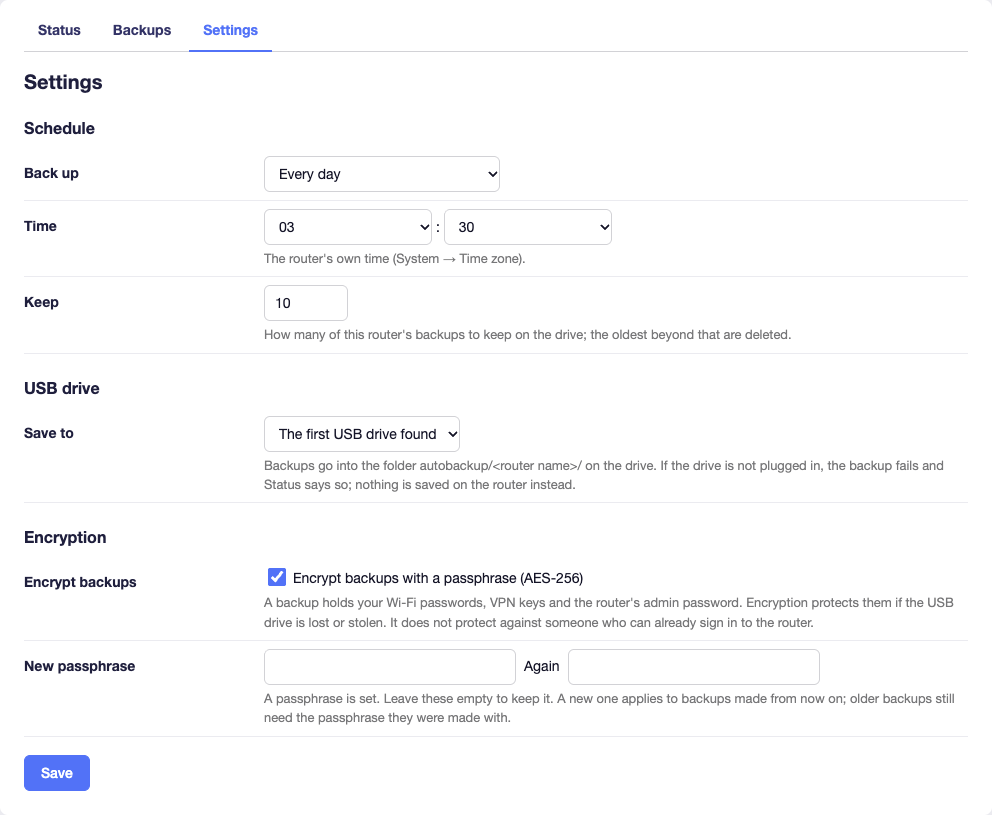 Status Backups Settings
Settings
Schedule
Back up Every day
Time 03 : 30
The router's own time (System → Time zone).
Keep 10
How many of this router's backups to keep on the drive; the oldest beyond that are deleted.
USB drive
Save to The first USB drive found
Backups go into the folder autobackup/<router name>/ on the drive. If the drive is not plugged in, the backup fails and
Status says so; nothing is saved on the router instead.
Encryption
Encrypt backups Encrypt backups with a passphrase (AES-256)
A backup holds your Wi-Fi passwords, VPN keys and the router's admin password. Encryption protects them if the USB
drive is lost or stolen. It does not protect against someone who can already sign in to the router.
New passphrase Again
A passphrase is set. Leave these empty to keep it. A new one applies to backups made from now on; older backups still
need the passphrase they were made with.
Save